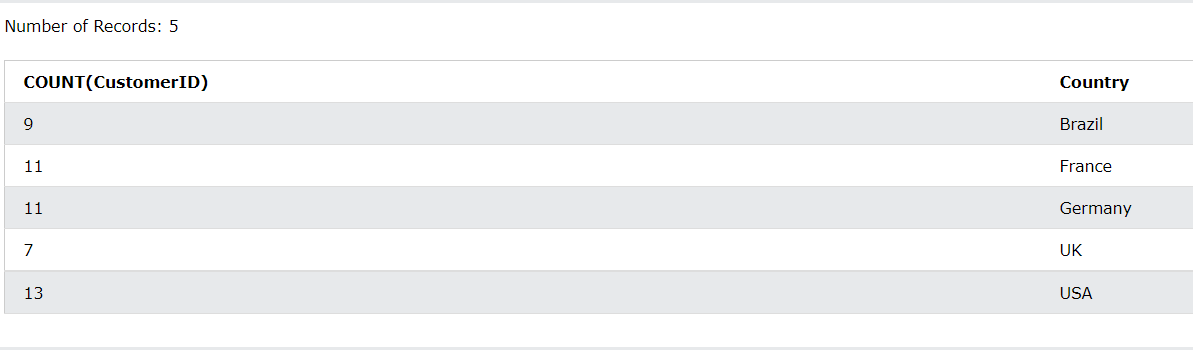 Number of Records: 5
COUNT(CustomerID) Country
9 Brazil
11 France
11 Germany
7 UK
13 USA